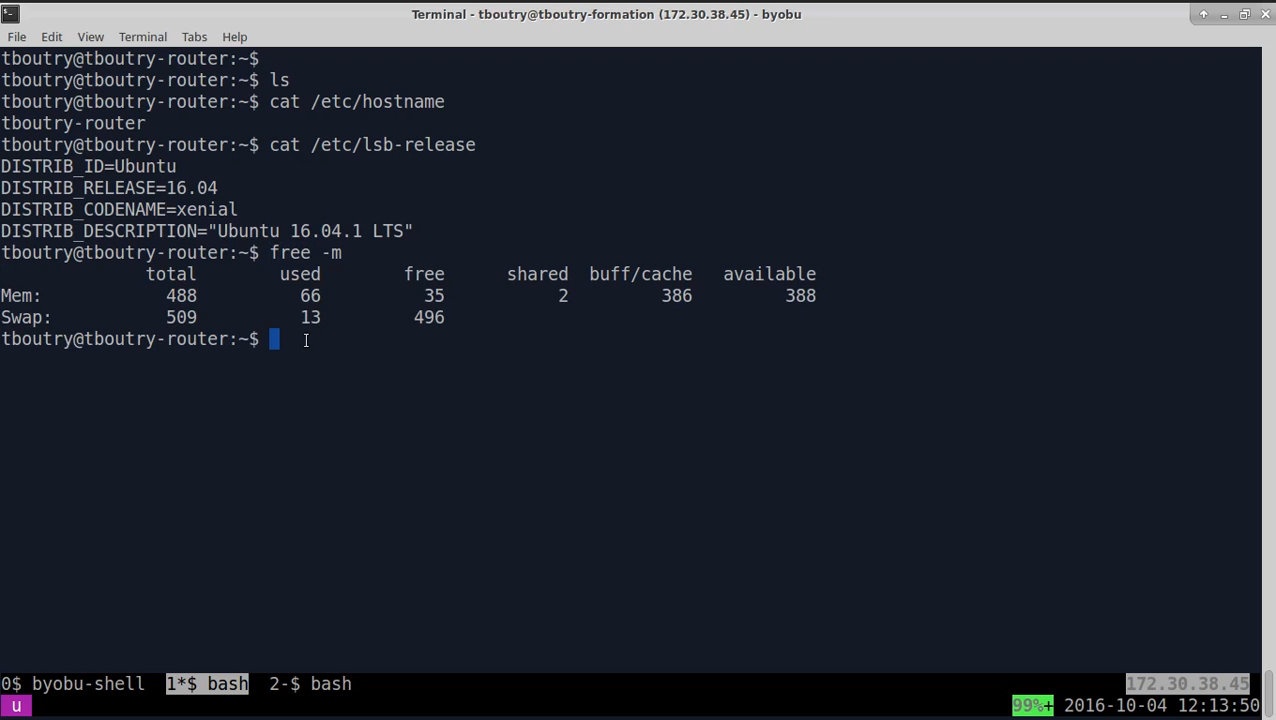 Terminal - tboutry@tboutry-formation (172.30.38.45) - byobu
File Edit View Terminal Tabs Help
tboutry@tboutry-router:~$
tboutry@tboutry-router:~$ ls
tboutry@tboutry-router:~$ cat /etc/hostname
tboutry-router
tboutry@tboutry-router:~$ cat /etc/lsb-release
DISTRIB_ID=Ubuntu
DISTRIB_RELEASE=16.04
DISTRIB_CODENAME=xenial
DISTRIB_DESCRIPTION="Ubuntu 16.04.1 LTS"
tboutry@tboutry-router:~$ free -m
total used free shared buff/cache available
Mem: 488 66 35 2 386 388
Swap: 509 13 496
tboutry@tboutry-router:~$
0$ byobu-shell 1*$ bash 2-$ bash 172.30.38.45
u 99%+ 2016-10-04 12:13:50